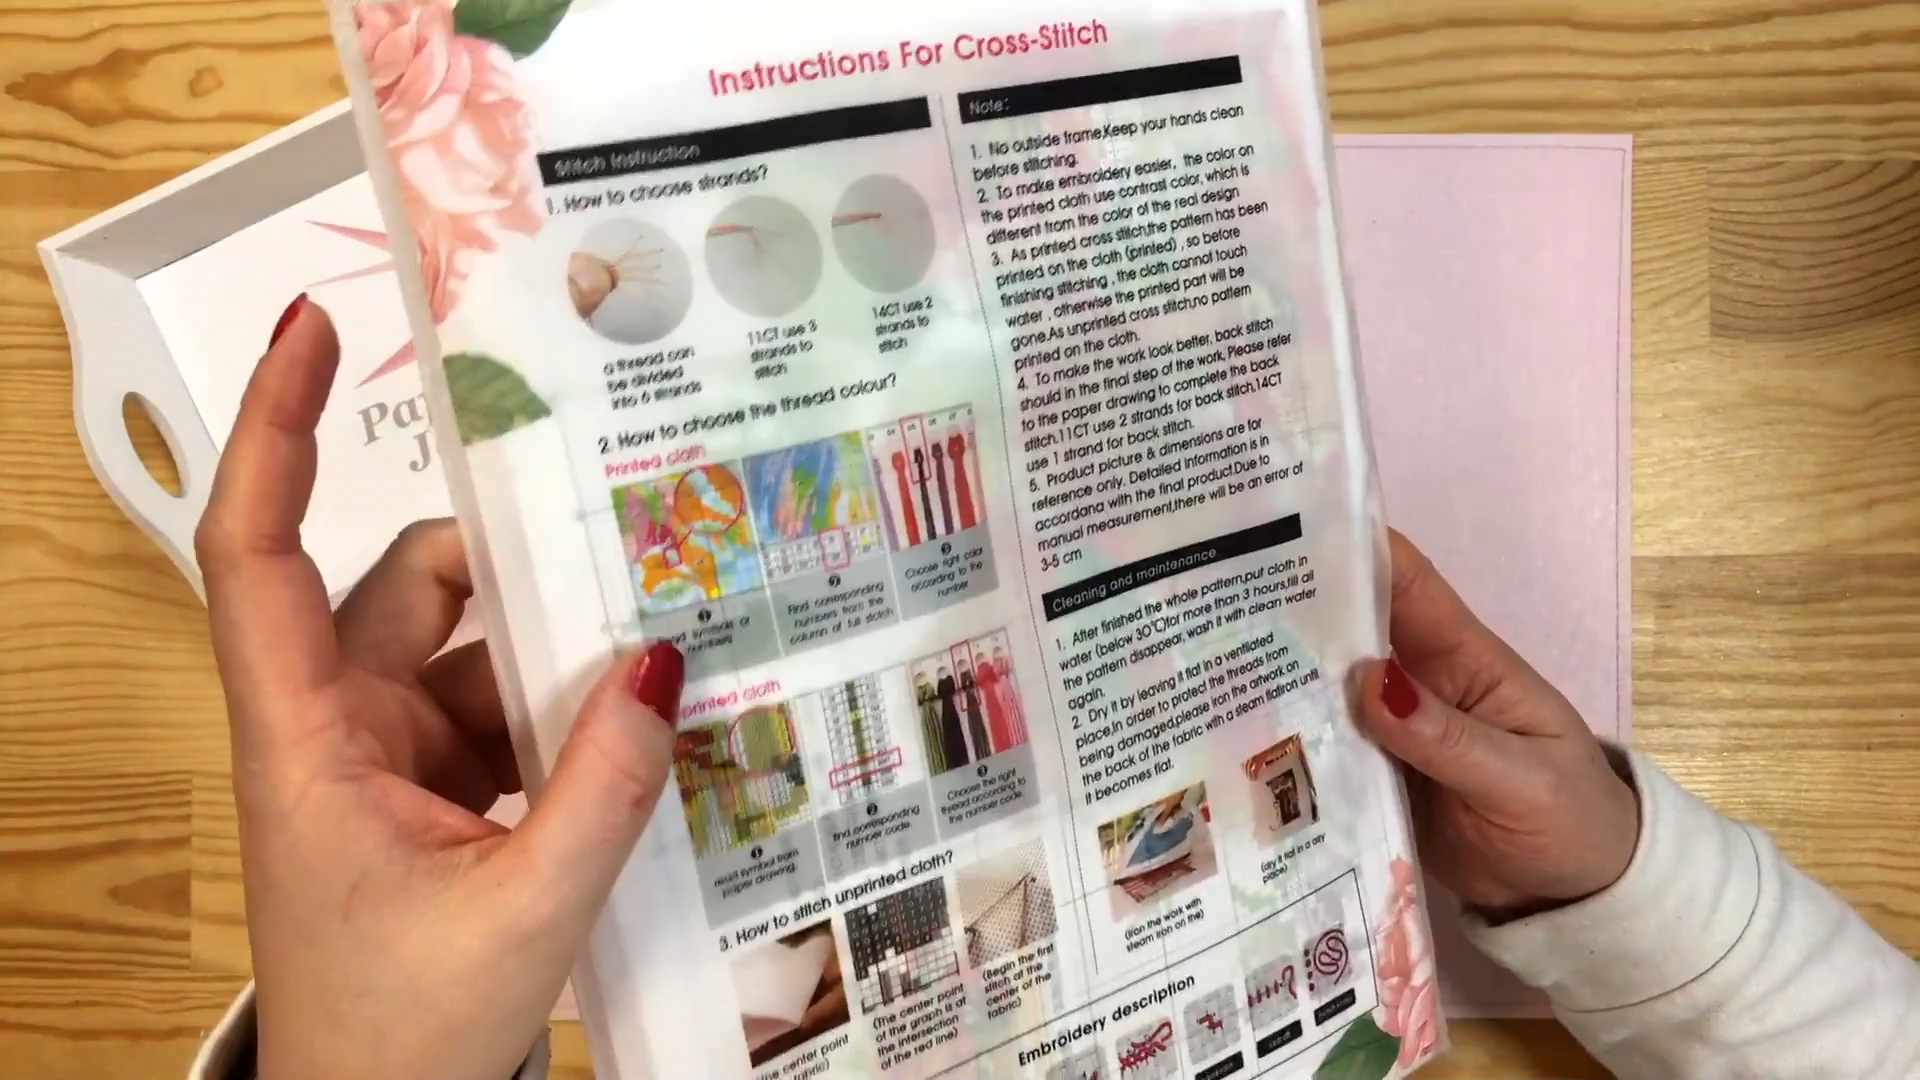 Instructions For Cross-Stitch
Stitch Instruction
1. How to choose strands?
a thread can
be divided
into 6 strands
11CT use 3
strands to
stitch
14CT use 2
strands to
stitch
2. How to choose the thread colour?
Printed cloth
1
symbols or
numbers
2
Find corresponding
numbers from the
column of full stitch
3
Choose right color
according to the
number
printed cloth
1
read symbol from
paper drawing.
2
find corresponding
number code.
3
Choose the right
thread according to
the number code.
3. How to stitch unprinted cloth?
center point
(The center point
of the graph is at
the intersection
of the red line)
(Begin the first
stitch at the
center of the
fabric)
Note:
1. No outside frame,Keep your hands clean
before stitching.
2. To make embroidery easier, the color on
the printed cloth use contrast color, which is
different from the color of the real design
3. As printed cross stitch,the pattern has been
printed on the cloth (printed) , so before
finishing stitching , the cloth cannot touch
water , otherwise the printed part will be
gone.As unprinted cross stitch,no pattern
printed on the cloth.
4. To make the work look better, back stitch
should in the final step of the work, Please refer
to the paper drawing to complete the back
stitch.11CT use 2 strands for back stitch,14CT
use 1 strand for back stitch.
5. Product picture & dimensions are for
reference only. Detailed information is in
accordana with the final product.Due to
manual measurement,there will be an error of
3-5 cm
Cleaning and maintenance
1. After finished the whole pattern,put cloth in
water (below 30℃)for more than 3 hours,till all
the pattern disappear, wash it with clean water
again.
2. Dry it by leaving it flat in a ventilated
place,In order to protect the threads from
being damaged,please iron the artwork on
the back of the fabric with a steam flatiron until
it becomes flat.
(iron the work with
steam iron on the)
(dry it flat in a airy
place)
Embroidery description